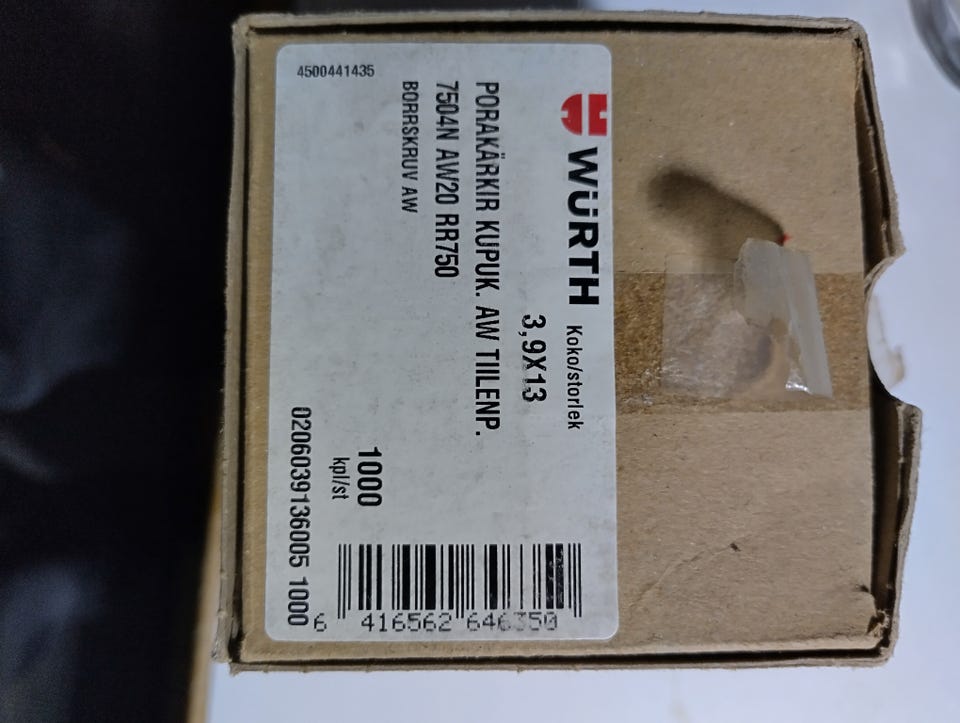 WÜRTH
Koko/storlek
3,9X13
PORAKÄRKIR KUPUK. AW TIILENP.
7504N AW20 RR750
BORRSKRUV AW
1000
kpl/st
4500441435
0206039136005 1000
6 416562 646350